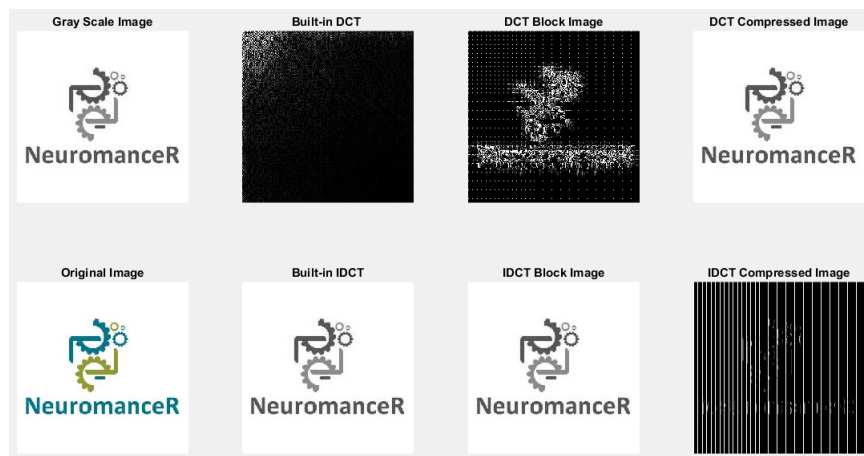 Gray Scale Image
Built-in DCT
DCT Block Image
DCT Compressed Image
NeuromanceR
NeuromanceR
Original Image
Built-in IDCT
IDCT Block Image
IDCT Compressed Image
NeuromanceR
NeuromanceR
NeuromanceR